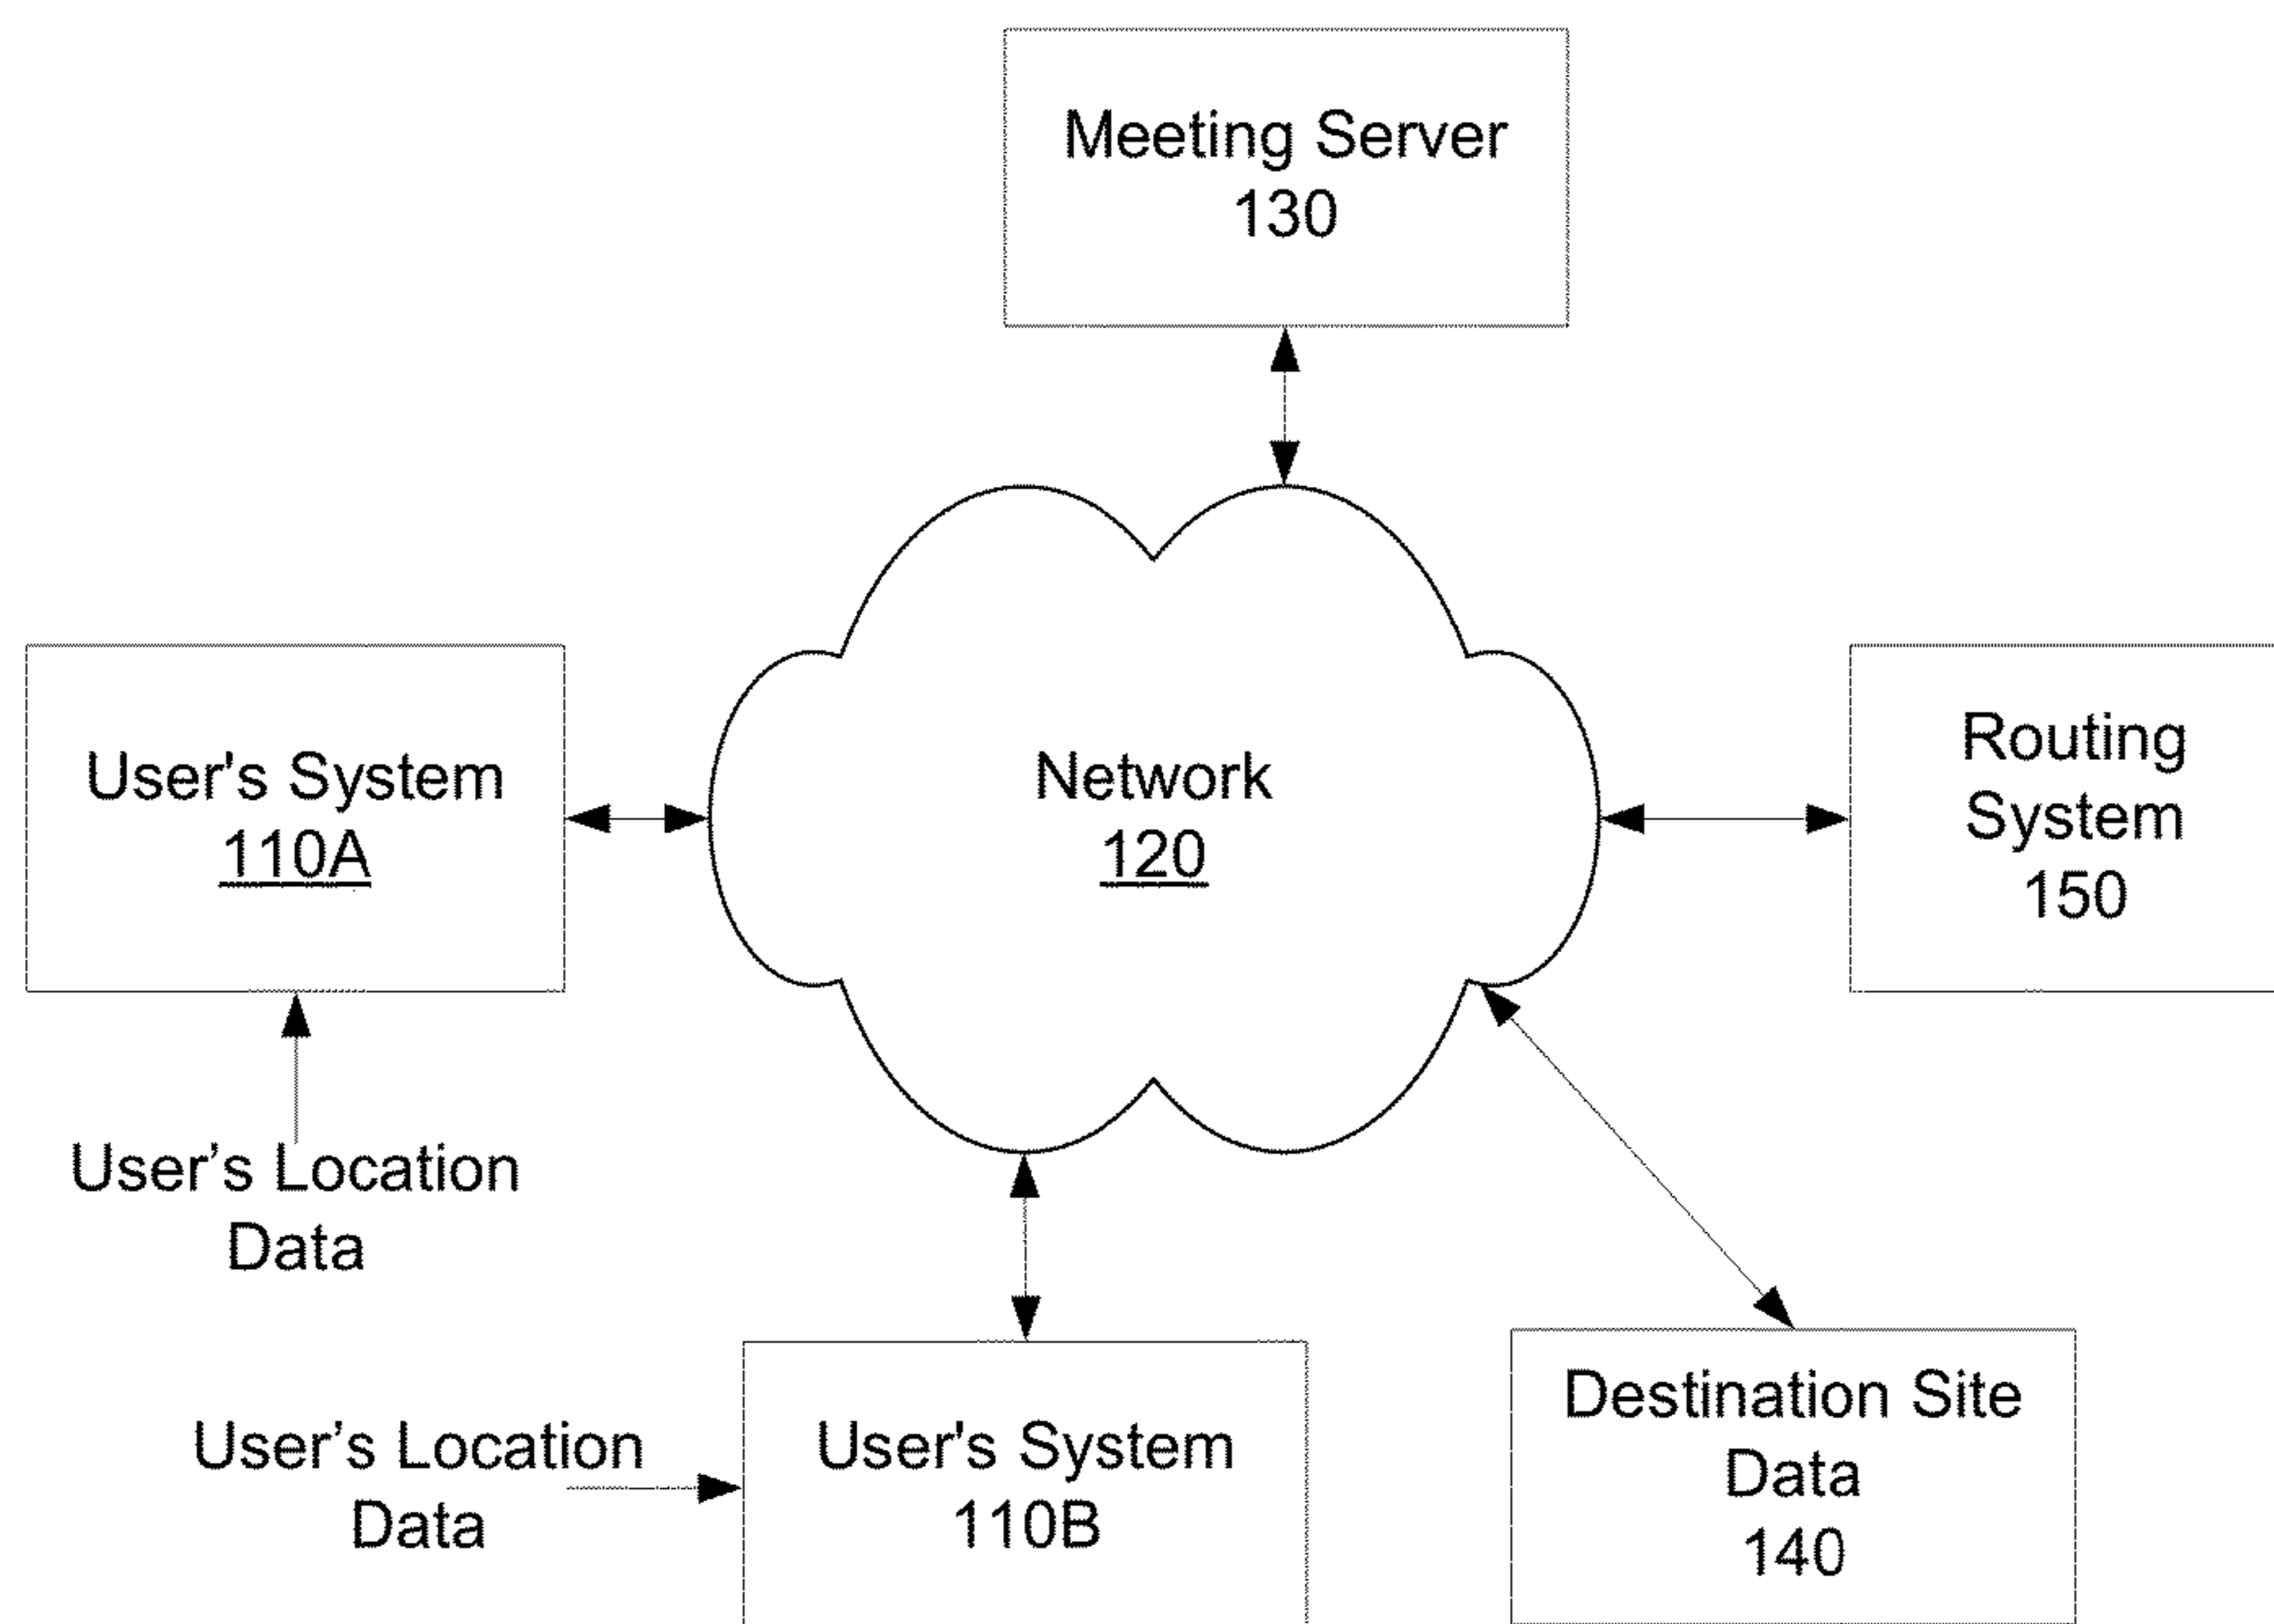 Meeting Server
130
User's System
110A
Network
120
Routing
System
150
User’s Location
Data
User’s Location
Data
User's System
110B
Destination Site
Data
140